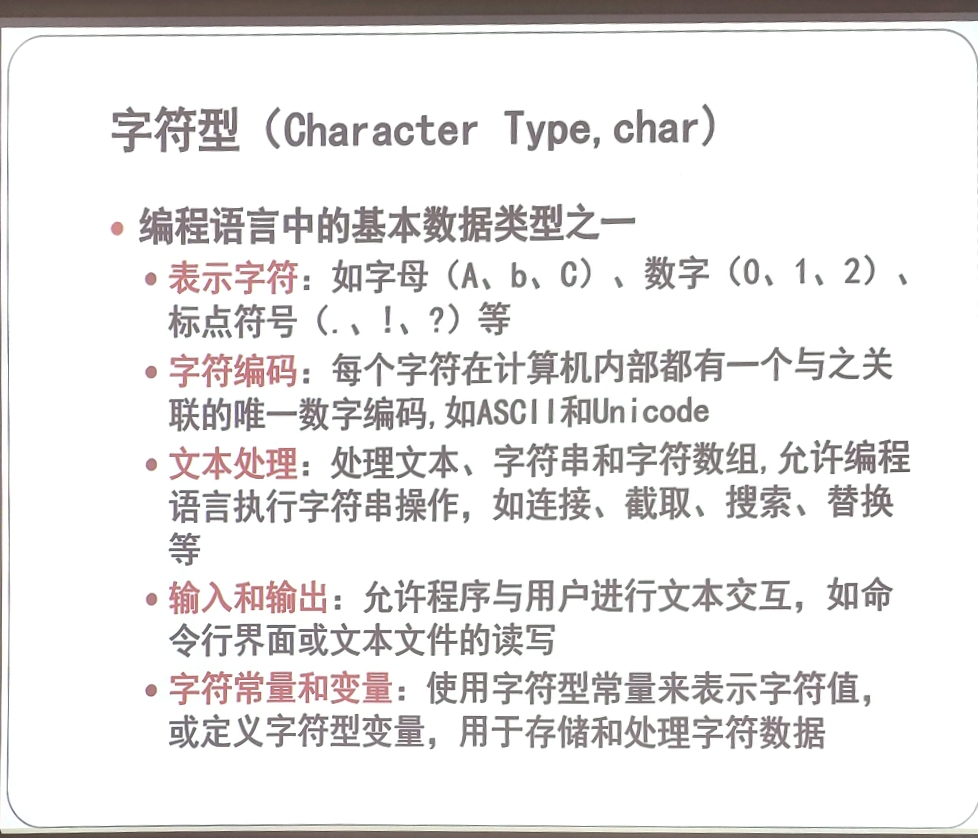 字符型（Character Type,char）
• 编程语言中的基本数据类型之一
• 表示字符：如字母（A、b、C）、数字（0、1、2）、
标点符号（.、!、?）等
• 字符编码：每个字符在计算机内部都有一个与之关
联的唯一数字编码,如ASCII和Unicode
• 文本处理：处理文本、字符串和字符数组,允许编程
语言执行字符串操作，如连接、截取、搜索、替换
等
• 输入和输出：允许程序与用户进行文本交互，如命
令行界面或文本文件的读写
• 字符常量和变量：使用字符型常量来表示字符值，
或定义字符型变量，用于存储和处理字符数据